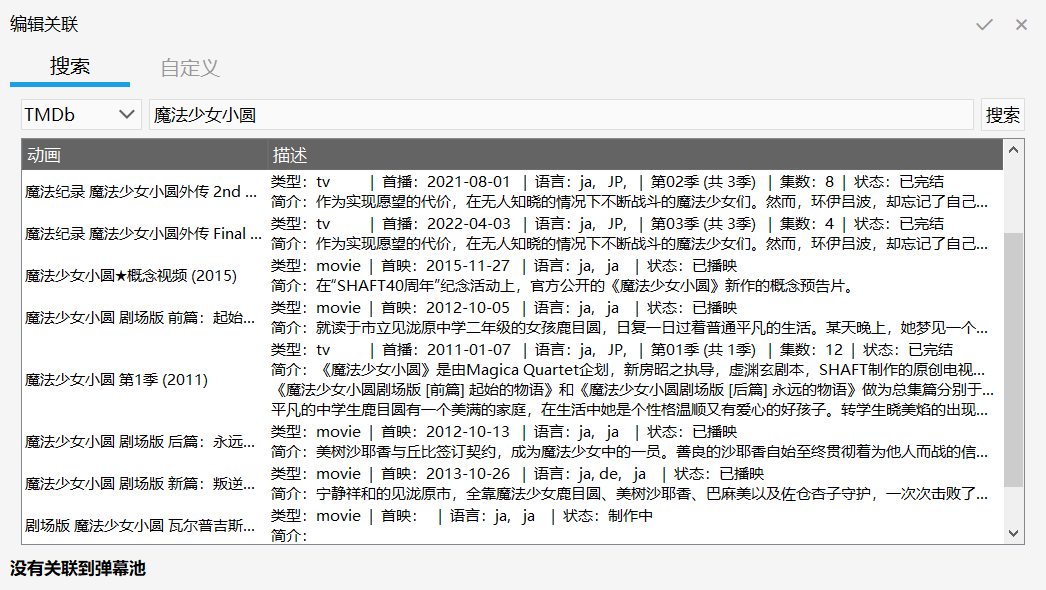 编辑关联
搜索 自定义
TMDb 魔法少女小圆 搜索
动画 描述
魔法纪录 魔法少女小圆外传 2nd ...
类型：tv | 首播：2021-08-01 | 语言：ja，JP， | 第02季 (共 3季) | 集数：8 | 状态：已完结
简介：作为实现愿望的代价，在无人知晓的情况下不断战斗的魔法少女们。然而，环伊吕波，却忘记了自己...
魔法纪录 魔法少女小圆外传 Final ...
类型：tv | 首播：2022-04-03 | 语言：ja，JP， | 第03季 (共 3季) | 集数：4 | 状态：已完结
简介：作为实现愿望的代价，在无人知晓的情况下不断战斗的魔法少女们。然而，环伊吕波，却忘记了自己...
魔法少女小圆★概念视频 (2015)
类型：movie | 首映：2015-11-27 | 语言：ja，ja | 状态：已播映
简介：在“SHAFT40周年”纪念活动上，官方公开的《魔法少女小圆》新作的概念预告片。
魔法少女小圆 剧场版 前篇：起始...
类型：movie | 首映：2012-10-05 | 语言：ja，ja | 状态：已播映
简介：就读于市立见泷原中学二年级的女孩鹿目圆，日复一日过着普通平凡的生活。某天晚上，她梦见一个...
魔法少女小圆 第1季 (2011)
类型：tv | 首播：2011-01-07 | 语言：ja，JP， | 第01季 (共 1季) | 集数：12 | 状态：已完结
简介：《魔法少女小圆》是由Magica Quartet企划，新房昭之执导，虚渊玄剧本，SHAFT制作的原创电视...
《魔法少女小圆剧场版 [前篇] 起始的物语》和《魔法少女小圆剧场版 [后篇] 永远的物语》做为总集篇分别于...
平凡的中学生鹿目圆有一个美满的家庭，在生活中她是个性格温顺又有爱心的好孩子。转学生晓美焰的出现...
魔法少女小圆 剧场版 后篇：永远...
类型：movie | 首映：2012-10-13 | 语言：ja，ja | 状态：已播映
简介：美树沙耶香与丘比签订契约，成为魔法少女中的一员。善良的沙耶香自始至终贯彻着为他人而战的信...
魔法少女小圆 剧场版 新篇：叛逆...
类型：movie | 首映：2013-10-26 | 语言：ja, de，ja | 状态：已播映
简介：宁静祥和的见泷原市，全靠魔法少女鹿目圆、美树沙耶香、巴麻美以及佐仓杏子守护，一次次击败了...
剧场版 魔法少女小圆 瓦尔普吉斯...
类型：movie | 首映： | 语言：ja，ja | 状态：制作中
简介：
没有关联到弹幕池